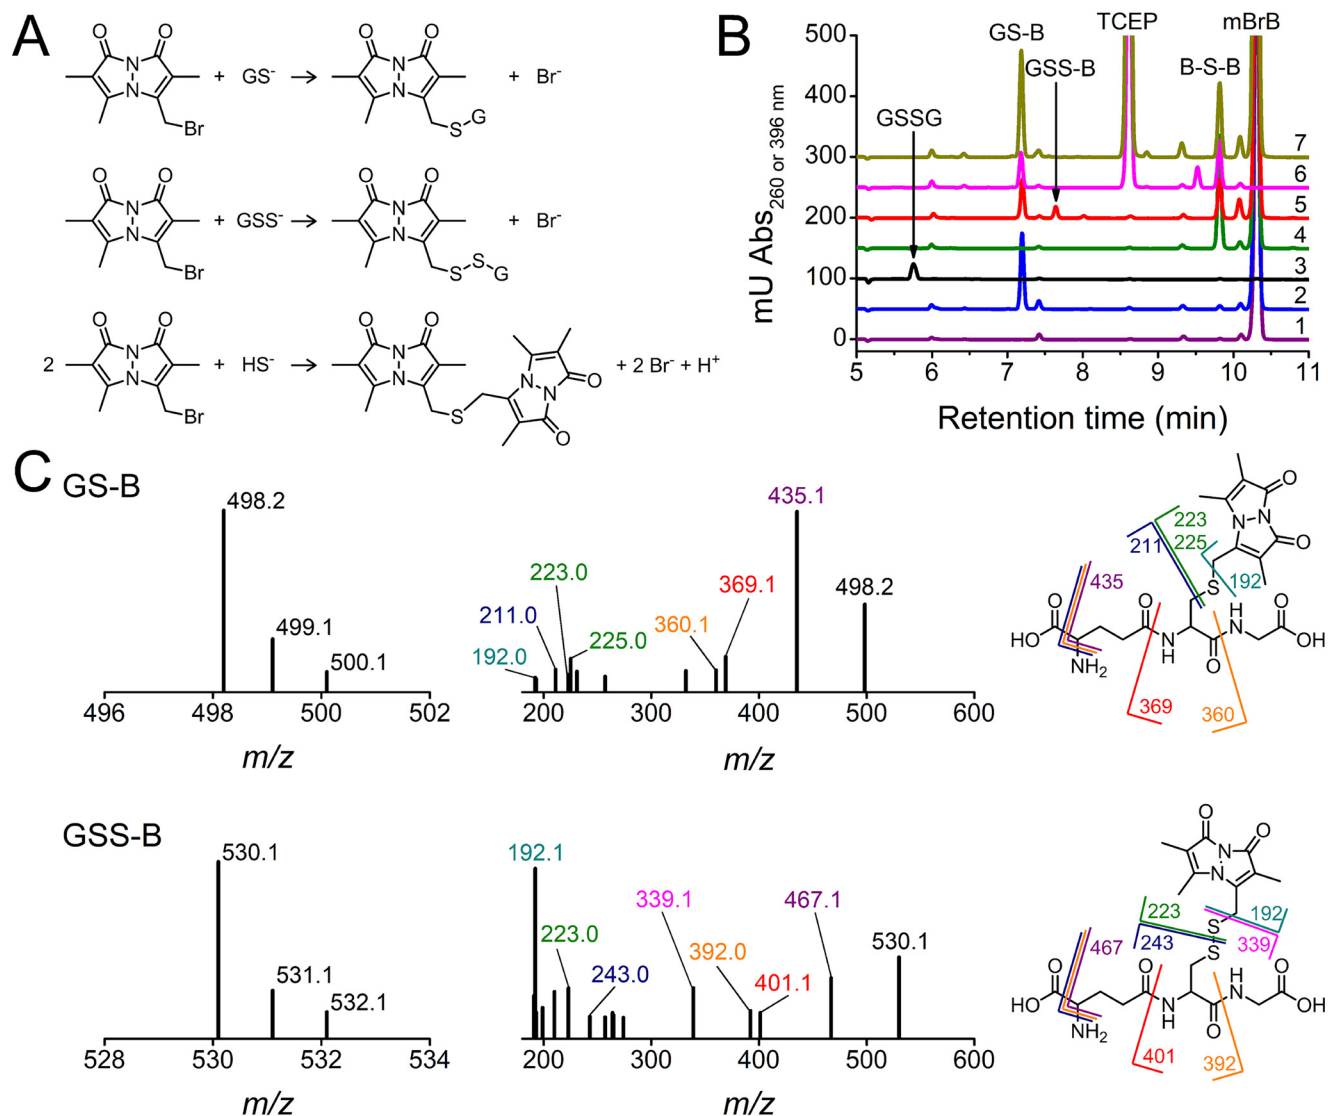 A
O O
N
N
Br
+ GS⁻
S
G
+ Br⁻
O O
N
N
Br
+ GSS⁻
S
S
G
+ Br⁻
2
O O
N
N
Br
+ HS⁻
O O
N
N
S
N
N
O
O
+ 2 Br⁻ + H⁺
B
mU Abs260 or 396 nm
500
400
300
200
100
0
GSSG
GS-B
GSS-B
TCEP
B-S-B
mBrB
7
6
5
4
3
2
1
5 6 7 8 9 10 11
Retention time (min)
C
GS-B
498.2
499.1
500.1
496 498 500 502
m/z
192.0
211.0
223.0
225.0
360.1
369.1
435.1
498.2
200 300 400 500 600
m/z
O
N
N
O
223
211
225
192
435
S
O
O
O
HO
NH2
N
H
O
H
N
OH
369
360
GSS-B
530.1
531.1
532.1
528 530 532 534
m/z
192.1
223.0
243.0
339.1
392.0
401.1
467.1
530.1
200 300 400 500 600
m/z
O
O
N
N
223
192
S
243
339
S
467
O
O
O
HO
NH2
N
H
O
H
N
OH
401
392